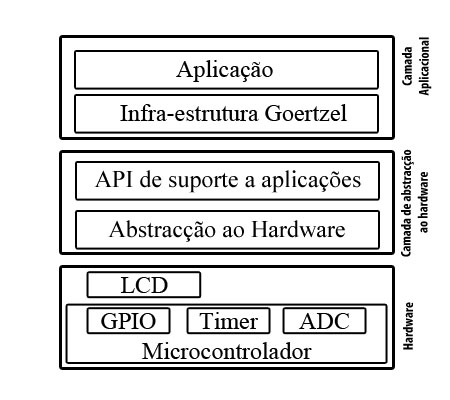 Aplicação
Infra-estrutura Goertzel
Camada
Aplicacional
API de suporte a aplicações
Abstracção ao Hardware
Camada de abstracção
ao hardware
LCD
GPIO
Timer
ADC
Microcontrolador
Hardware